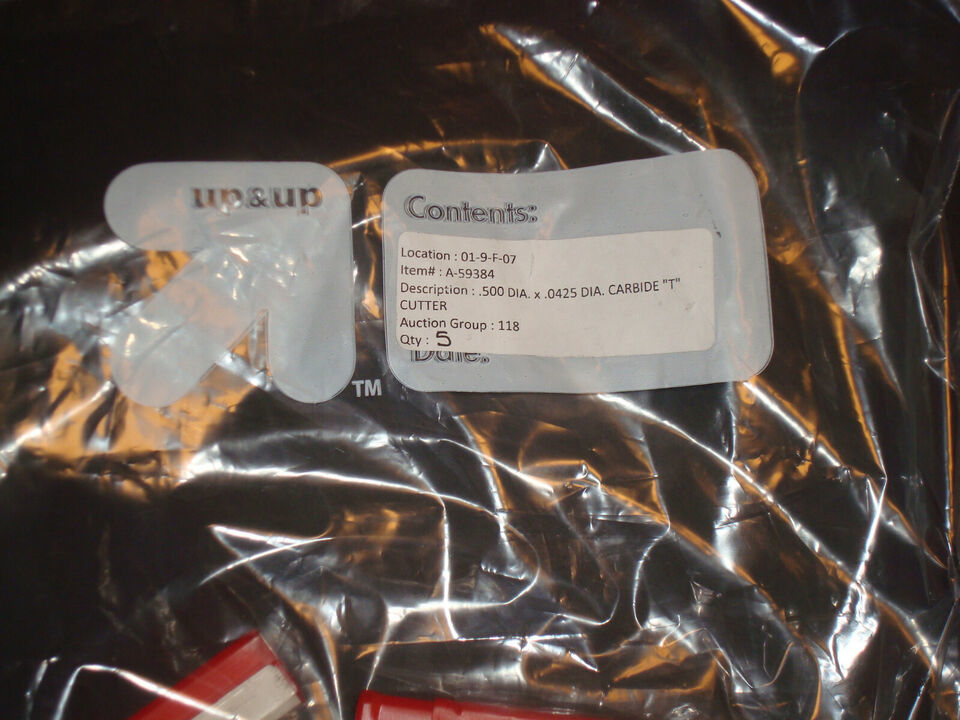 up&up
TM
Contents:
Location : 01-9-F-07
Item# : A-59384
Description : .500 DIA. x .0425 DIA. CARBIDE "T"
CUTTER
Auction Group : 118
Qty : 5
Date: